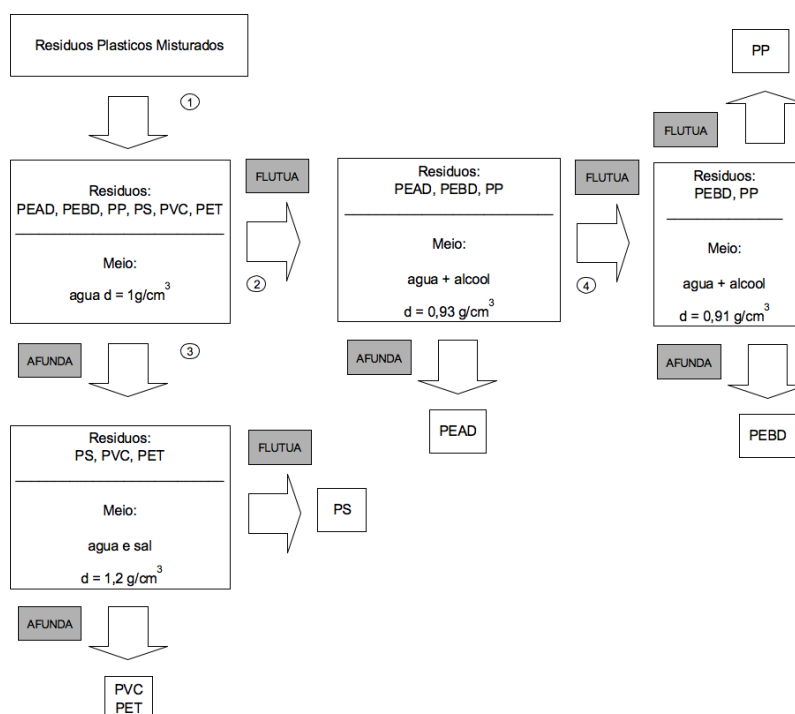 Residuos Plasticos Misturados
1
Residuos:
PEAD, PEBD, PP, PS, PVC, PET
Meio:
agua d = 1g/cm³
FLUTUA
2
Residuos:
PEAD, PEBD, PP
Meio:
agua + alcool
d = 0,93 g/cm³
FLUTUA
4
Residuos:
PEBD, PP
Meio:
agua + alcool
d = 0,91 g/cm³
FLUTUA
PP
AFUNDA
PEBD
AFUNDA
PEAD
AFUNDA
3
Residuos:
PS, PVC, PET
Meio:
agua e sal
d = 1,2 g/cm³
FLUTUA
PS
AFUNDA
PVC
PET